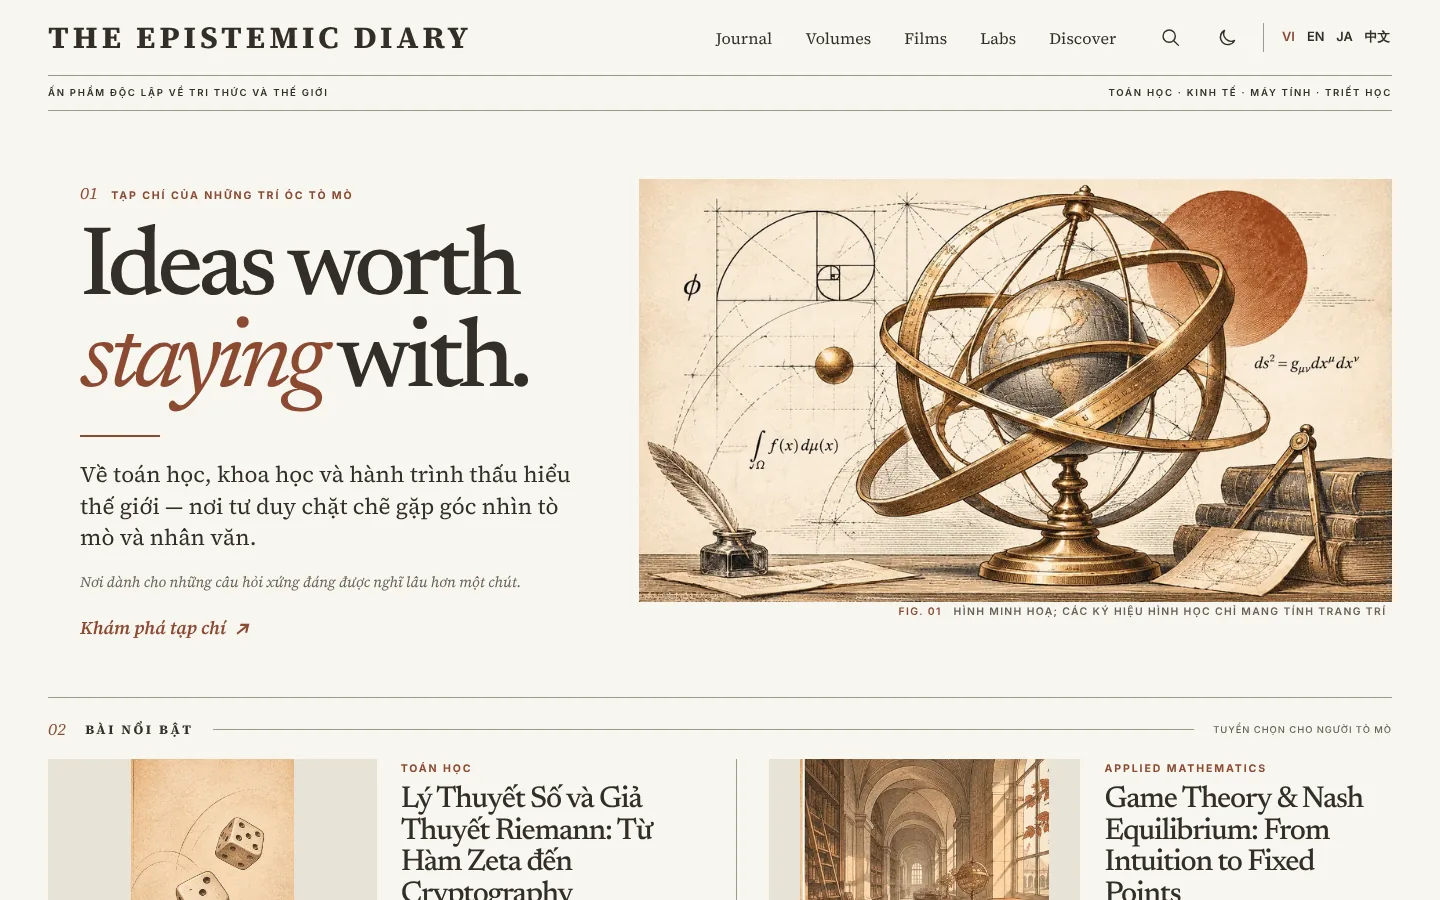 THE EPISTEMIC DIARY
Journal Volumes Films Labs Discover VI EN JA 中文
ẤN PHẨM ĐỘC LẬP VỀ TRI THỨC VÀ THẾ GIỚI
TOÁN HỌC · KINH TẾ · MÁY TÍNH · TRIẾT HỌC
01 TẠP CHÍ CỦA NHỮNG TRÍ ÓC TÒ MÒ
Ideas worth
staying with.
Về toán học, khoa học và hành trình thấu hiểu
thế giới — nơi tư duy chặt chẽ gặp góc nhìn tò
mò và nhân văn.
Nơi dành cho những câu hỏi xứng đáng được nghĩ lâu hơn một chút.
Khám phá tạp chí ↗
ϕ
∫Ω f(x) dμ(x)
ds² = gμν dxμ dxν
FIG. 01 HÌNH MINH HOẠ; CÁC KÝ HIỆU HÌNH HỌC CHỈ MANG TÍNH TRANG TRÍ
02 BÀI NỔI BẬT
TUYỂN CHỌN CHO NGƯỜI TÒ MÒ
TOÁN HỌC
Lý Thuyết Số và Giả
Thuyết Riemann: Từ
Hàm Zeta đến
Cryptography
APPLIED MATHEMATICS
Game Theory & Nash
Equilibrium: From
Intuition to Fixed
Points